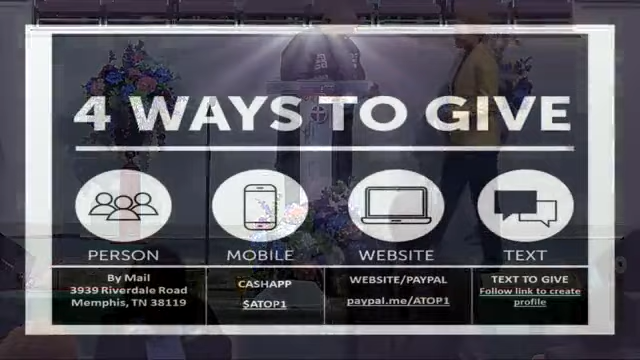 4 WAYS TO GIVE
PERSON
MOBILE
WEBSITE
TEXT
By Mail
3939 Riverdale Road
Memphis, TN 38119
CASHAPP
$ATOP1
WEBSITE/PAYPAL
paypal.me/ATOP1
TEXT TO GIVE
Follow link to create
profile